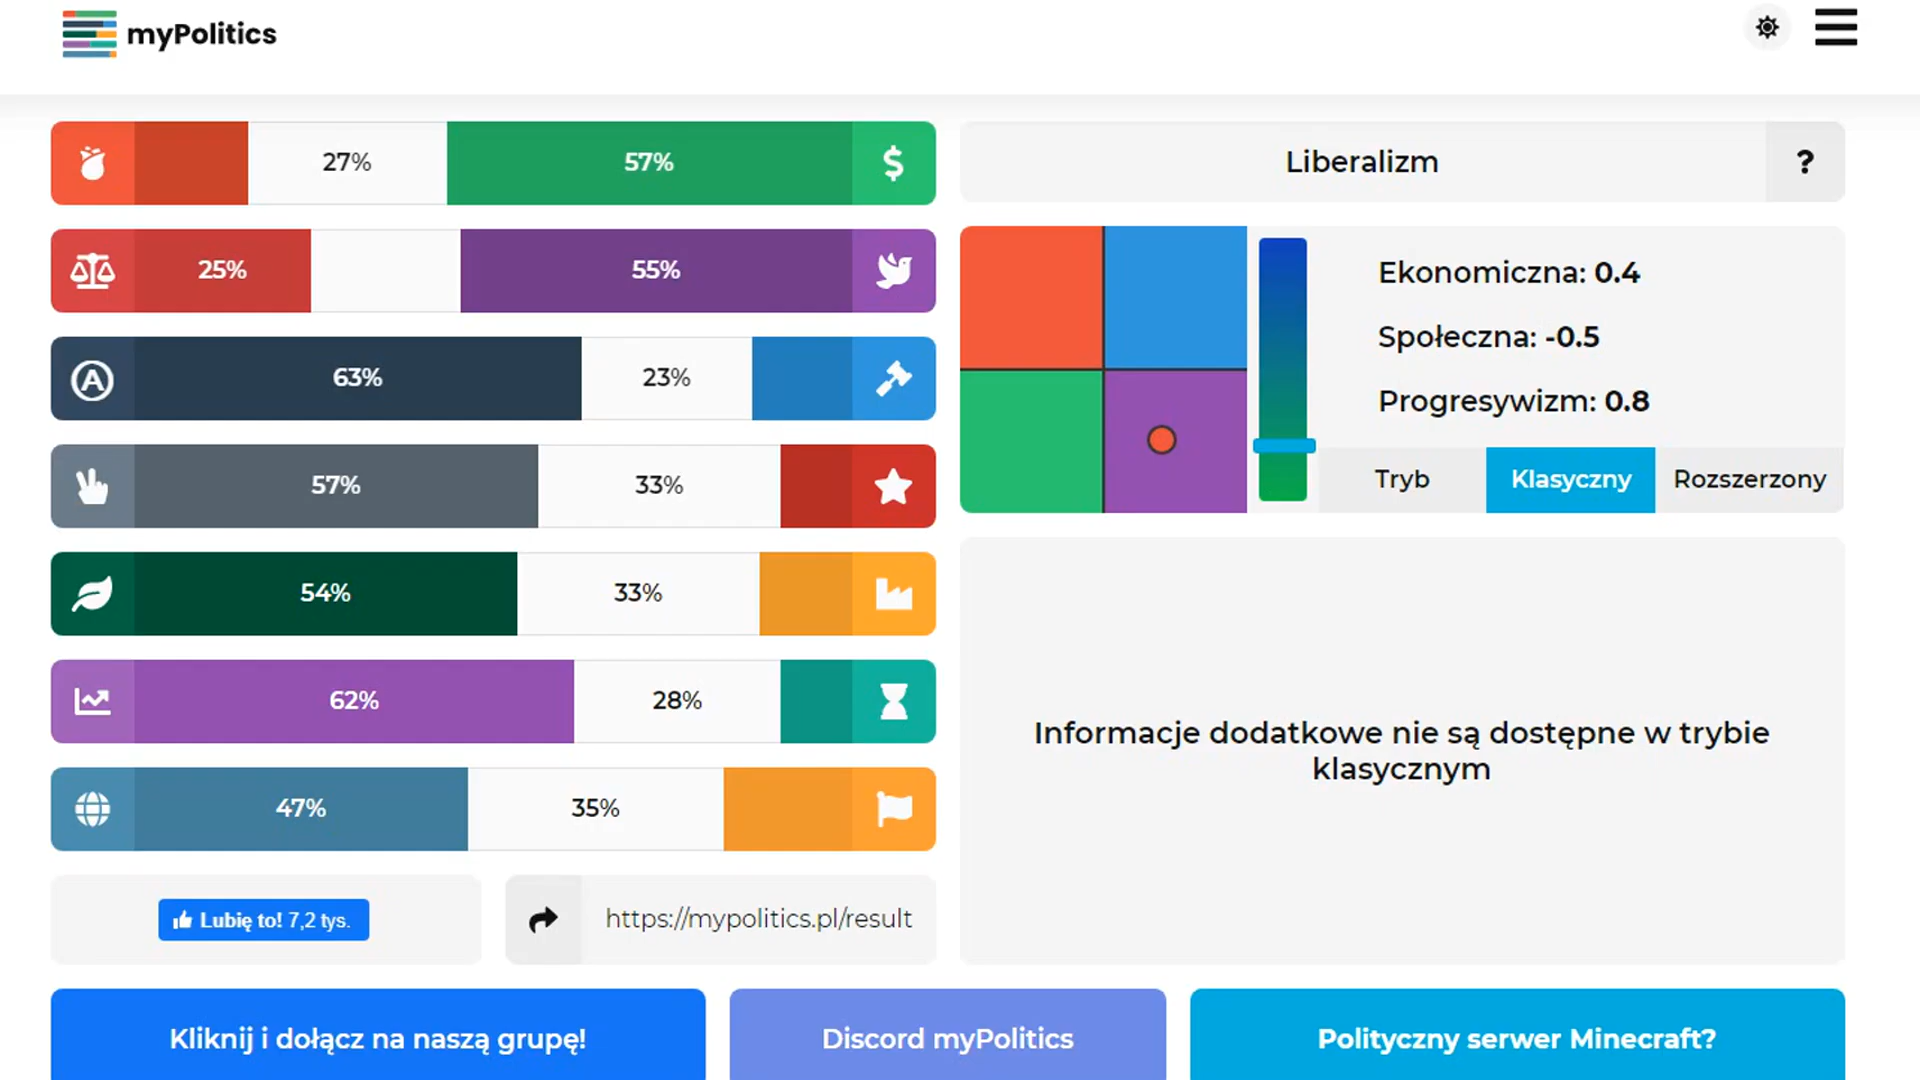 myPolitics
27% 57%
Liberalizm ?
25% 55%
Ekonomiczna: 0.4
Społeczna: -0.5
63% 23%
Progresywizm: 0.8
57% 33%
Tryb Klasyczny Rozszerzony
54% 33%
62% 28%
Informacje dodatkowe nie są dostępne w trybie
klasycznym
47% 35%
Lubię to! 7,2 tys.
https://mypolitics.pl/result
Kliknij i dołącz na naszą grupę!
Discord myPolitics
Polityczny serwer Minecraft?